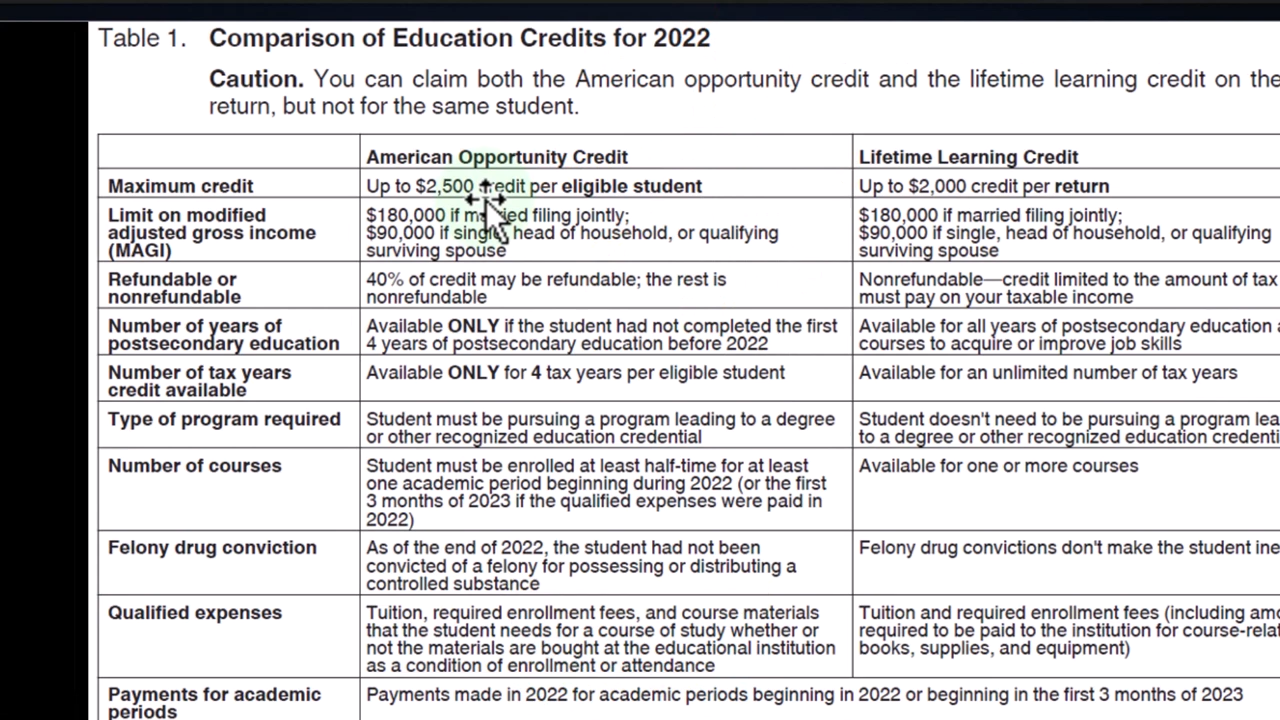 Table 1. Comparison of Education Credits for 2022
Caution. You can claim both the American opportunity credit and the lifetime learning credit on the
return, but not for the same student.
American Opportunity Credit Lifetime Learning Credit
Maximum credit Up to $2,500 credit per eligible student Up to $2,000 credit per return
Limit on modified
adjusted gross income
(MAGI)
$180,000 if married filing jointly;
$90,000 if single, head of household, or qualifying
surviving spouse
$180,000 if married filing jointly;
$90,000 if single, head of household, or qualifying
surviving spouse
Refundable or
nonrefundable
40% of credit may be refundable; the rest is
nonrefundable
Nonrefundable—credit limited to the amount of tax
must pay on your taxable income
Number of years of
postsecondary education
Available ONLY if the student had not completed the first
4 years of postsecondary education before 2022
Available for all years of postsecondary education
courses to acquire or improve job skills
Number of tax years
credit available
Available ONLY for 4 tax years per eligible student
Available for an unlimited number of tax years
Type of program required
Student must be pursuing a program leading to a degree
or other recognized education credential
Student doesn't need to be pursuing a program lea
to a degree or other recognized education credenti
Number of courses
Student must be enrolled at least half-time for at least
one academic period beginning during 2022 (or the first
3 months of 2023 if the qualified expenses were paid in
2022)
Available for one or more courses
Felony drug conviction
As of the end of 2022, the student had not been
convicted of a felony for possessing or distributing a
controlled substance
Felony drug convictions don't make the student ine
Qualified expenses
Tuition, required enrollment fees, and course materials
that the student needs for a course of study whether or
not the materials are bought at the educational institution
as a condition of enrollment or attendance
Tuition and required enrollment fees (including amo
required to be paid to the institution for course-rela
books, supplies, and equipment)
Payments for academic
periods
Payments made in 2022 for academic periods beginning in 2022 or beginning in the first 3 months of 2023